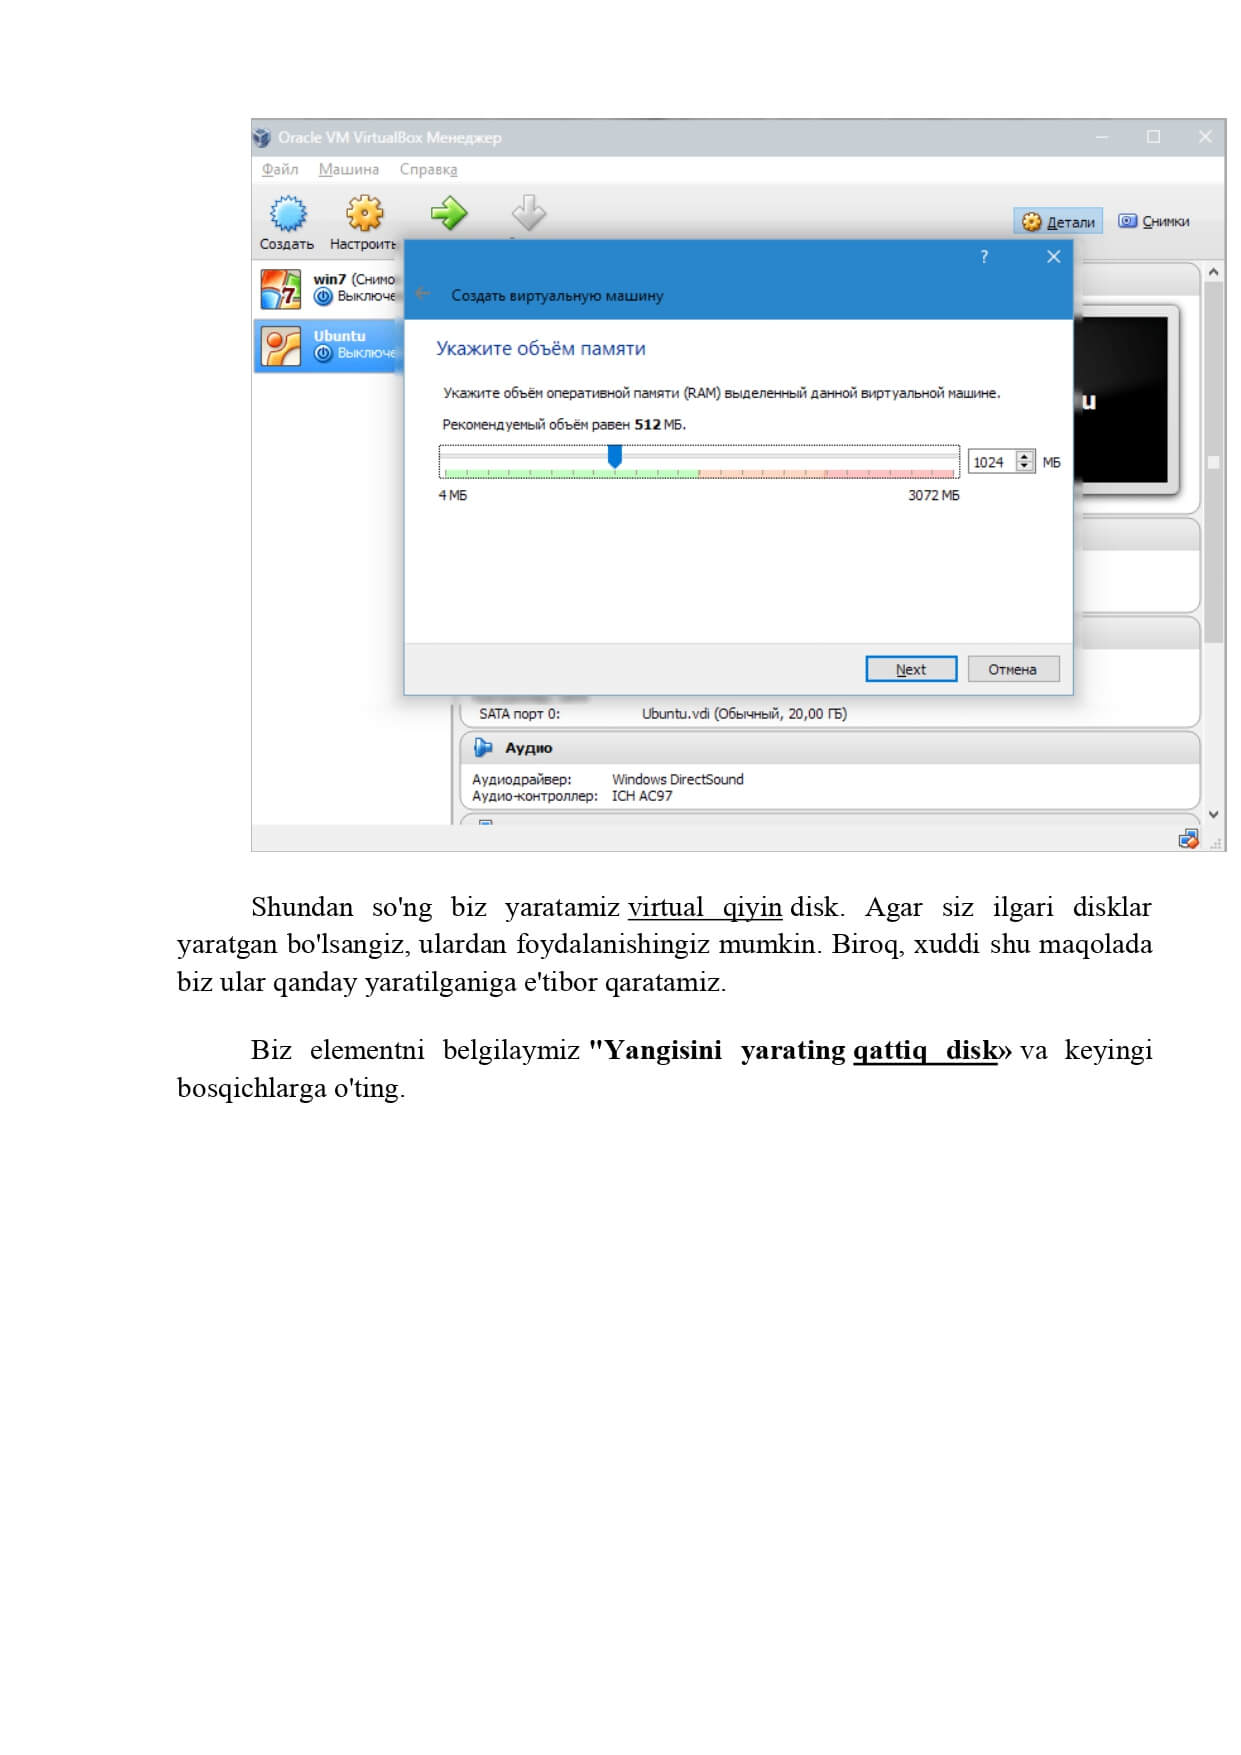 Oracle VM VirtualBox Менеджер
Файл Машина Справка
Создать Настроить
Детали Снимки
win7 (Снимо
Выключе
Ubuntu
Выключе
?
Создать виртуальную машину
Укажите объём памяти
Укажите объём оперативной памяти (RAM) выделенный данной виртуальной машине.
Рекомендуемый объём равен 512 МБ.
1024 МБ
4 МБ 3072 МБ
u
Next Отмена
SATA порт 0: Ubuntu.vdi (Обычный, 20,00 ГБ)
Аудио
Аудиодрайвер: Windows DirectSound
Аудио-контроллер: ICH AC97
Shundan so'ng biz yaratamiz virtual qiyin disk. Agar siz ilgari disklar
yaratgan bo'lsangiz, ulardan foydalanishingiz mumkin. Biroq, xuddi shu maqolada
biz ular qanday yaratilganiga e'tibor qaratamiz.
Biz elementni belgilaymiz "Yangisini yarating qattiq disk» va keyingi
bosqichlarga o'ting.